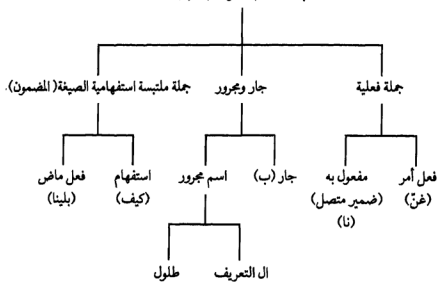 جملة فعلية
جار ومجرور
جملة ملتبسة استفهامية الصيغة (المضمون).
فعل أمر
(غنّ)
مفعول به
(ضمير متصل)
(نا)
جار (ب)
اسم مجرور
استفهام
(كيف)
فعل ماض
(بلينا)
ال التعريف
طلول